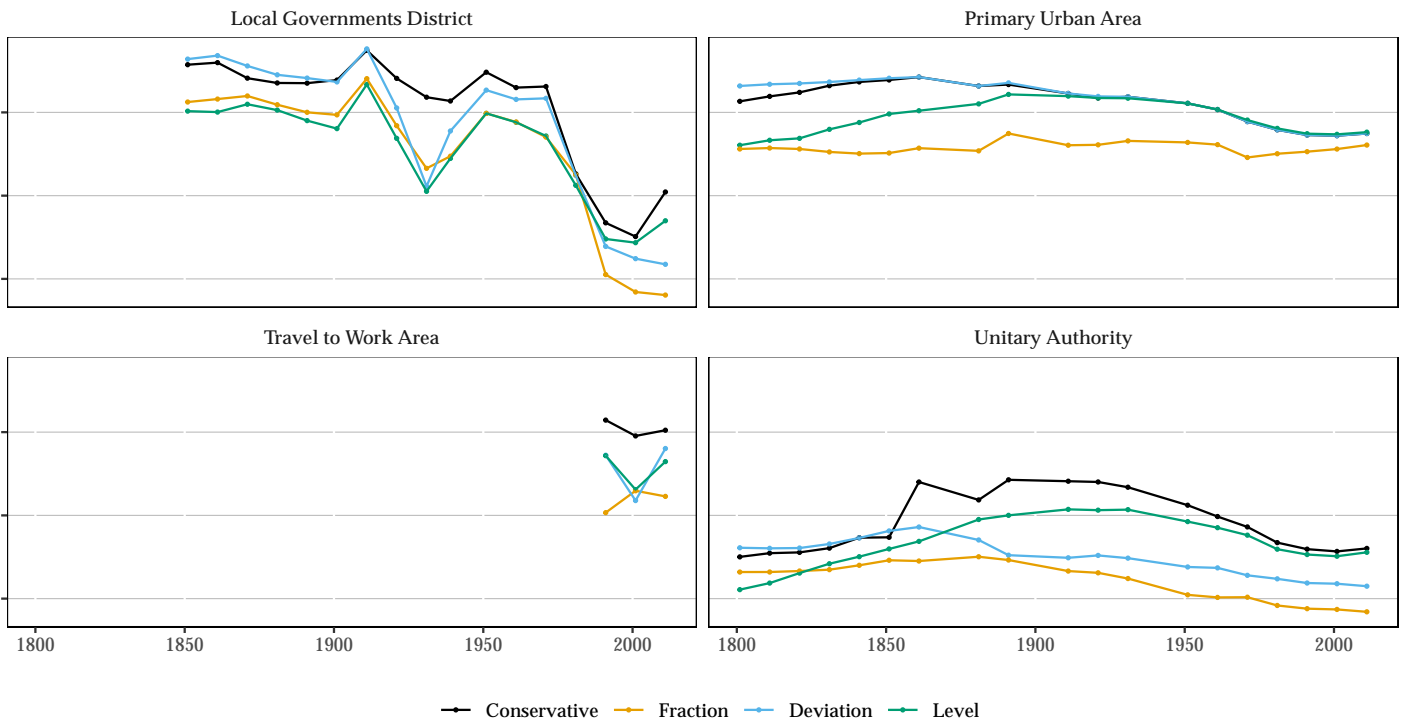 Local Governments District
Primary Urban Area
Travel to Work Area
Unitary Authority
1800 1850 1900 1950 2000
1800 1850 1900 1950 2000
Conservative Fraction Deviation Level